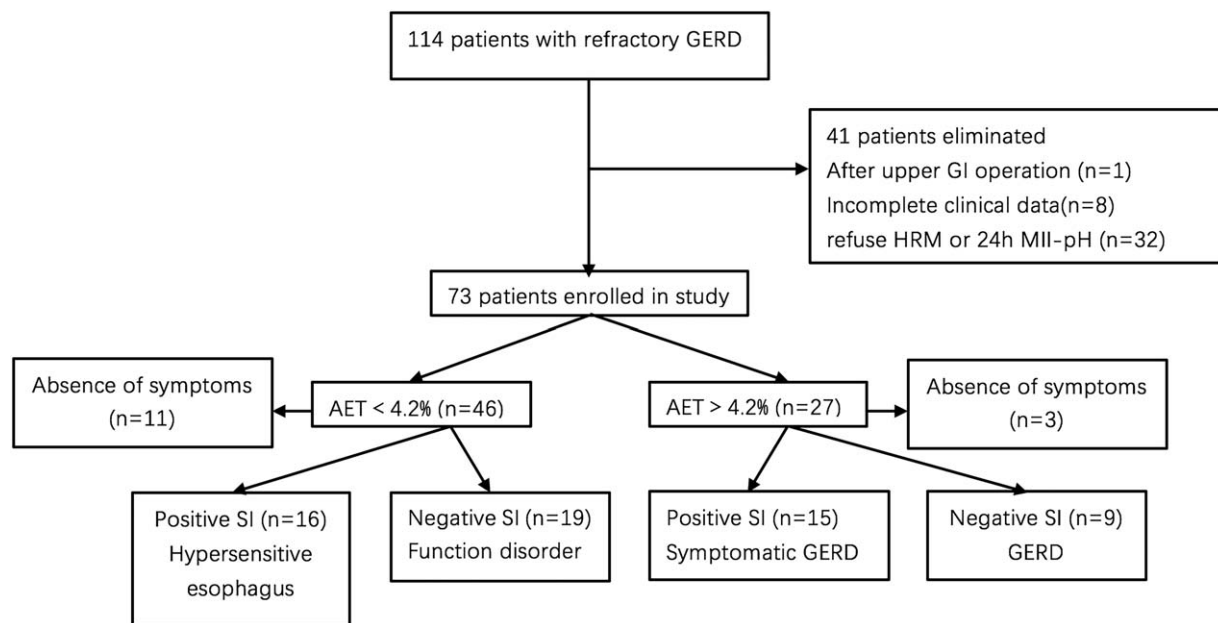 114 patients with refractory GERD
41 patients eliminated
After upper GI operation (n=1)
Incomplete clinical data(n=8)
refuse HRM or 24h MII-pH (n=32)
73 patients enrolled in study
Absence of symptoms
(n=11)
AET < 4.2% (n=46)
AET > 4.2% (n=27)
Absence of symptoms
(n=3)
Positive SI (n=16)
Hypersensitive
esophagus
Negative SI (n=19)
Function disorder
Positive SI (n=15)
Symptomatic GERD
Negative SI (n=9)
GERD